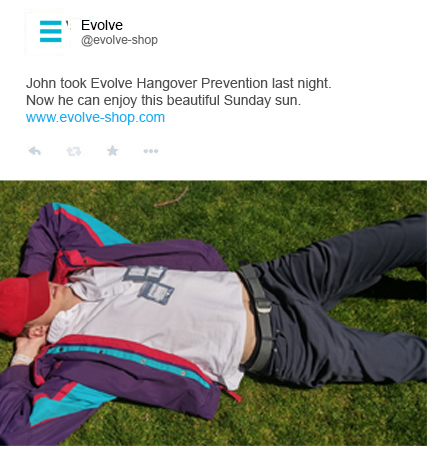 Evolve
@evolve-shop
John took Evolve Hangover Prevention last night.
Now he can enjoy this beautiful Sunday sun.
www.evolve-shop.com